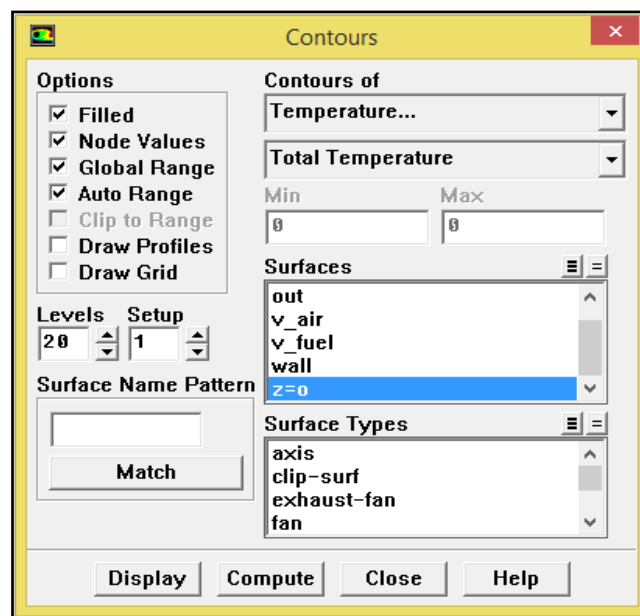 Contours
Options
Filled
Node Values
Global Range
Auto Range
Clip to Range
Draw Profiles
Draw Grid
Levels Setup
20 1
Surface Name Pattern
Match
Contours of
Temperature...
Total Temperature
Min Max
0 0
Surfaces
out
v_air
v_fuel
wall
z=o
Surface Types
axis
clip-surf
exhaust-fan
fan
Display Compute Close Help